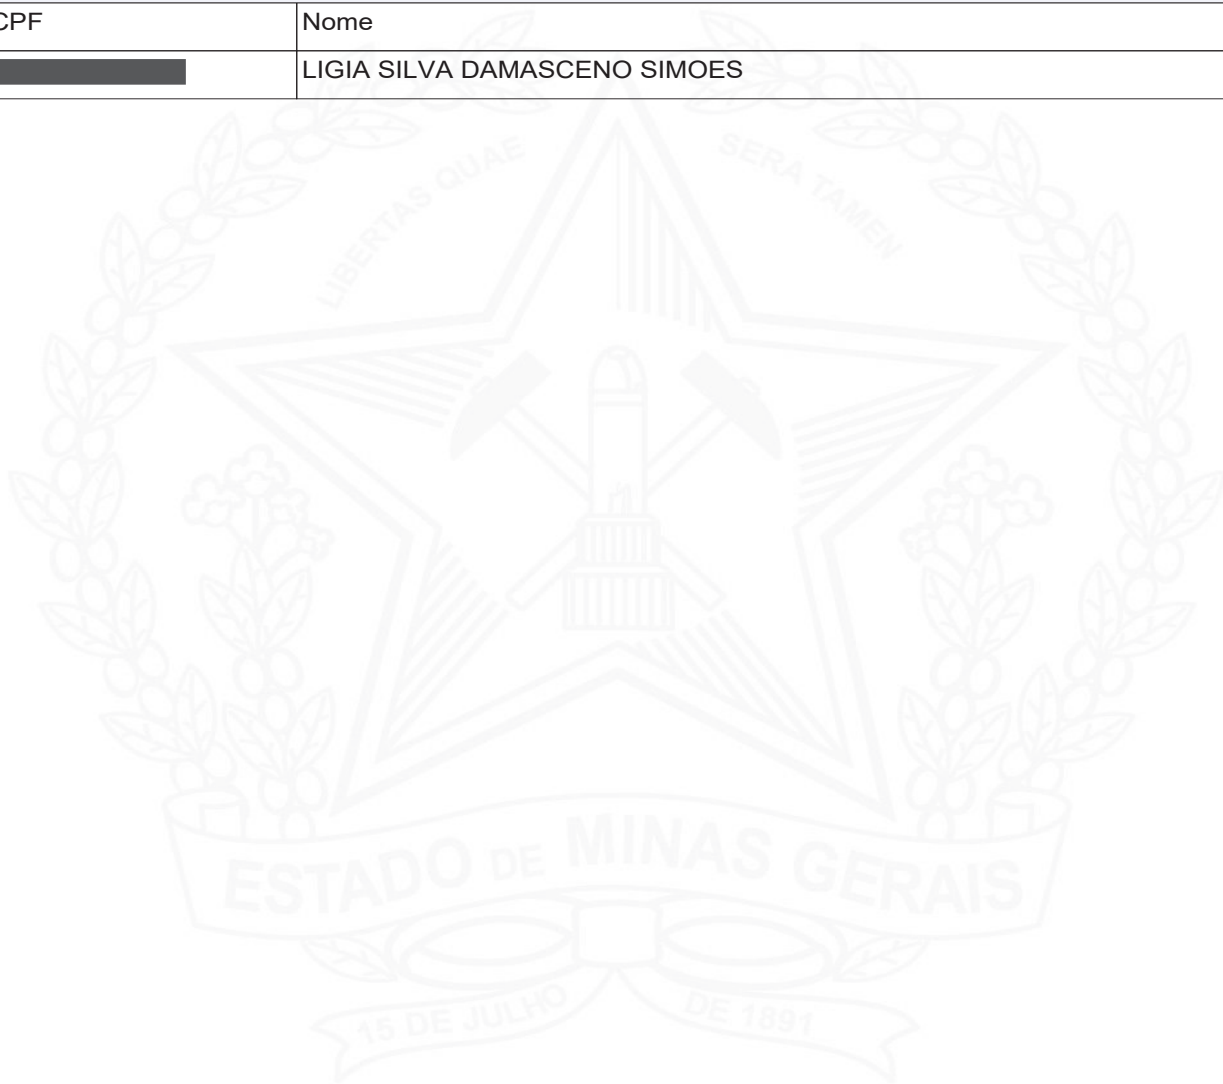 CPF Nome
LIGIA SILVA DAMASCENO SIMOES
LIBERTAS QUAE SERA TAMEN
ESTADO DE MINAS GERAIS
15 DE JULHO DE 1891